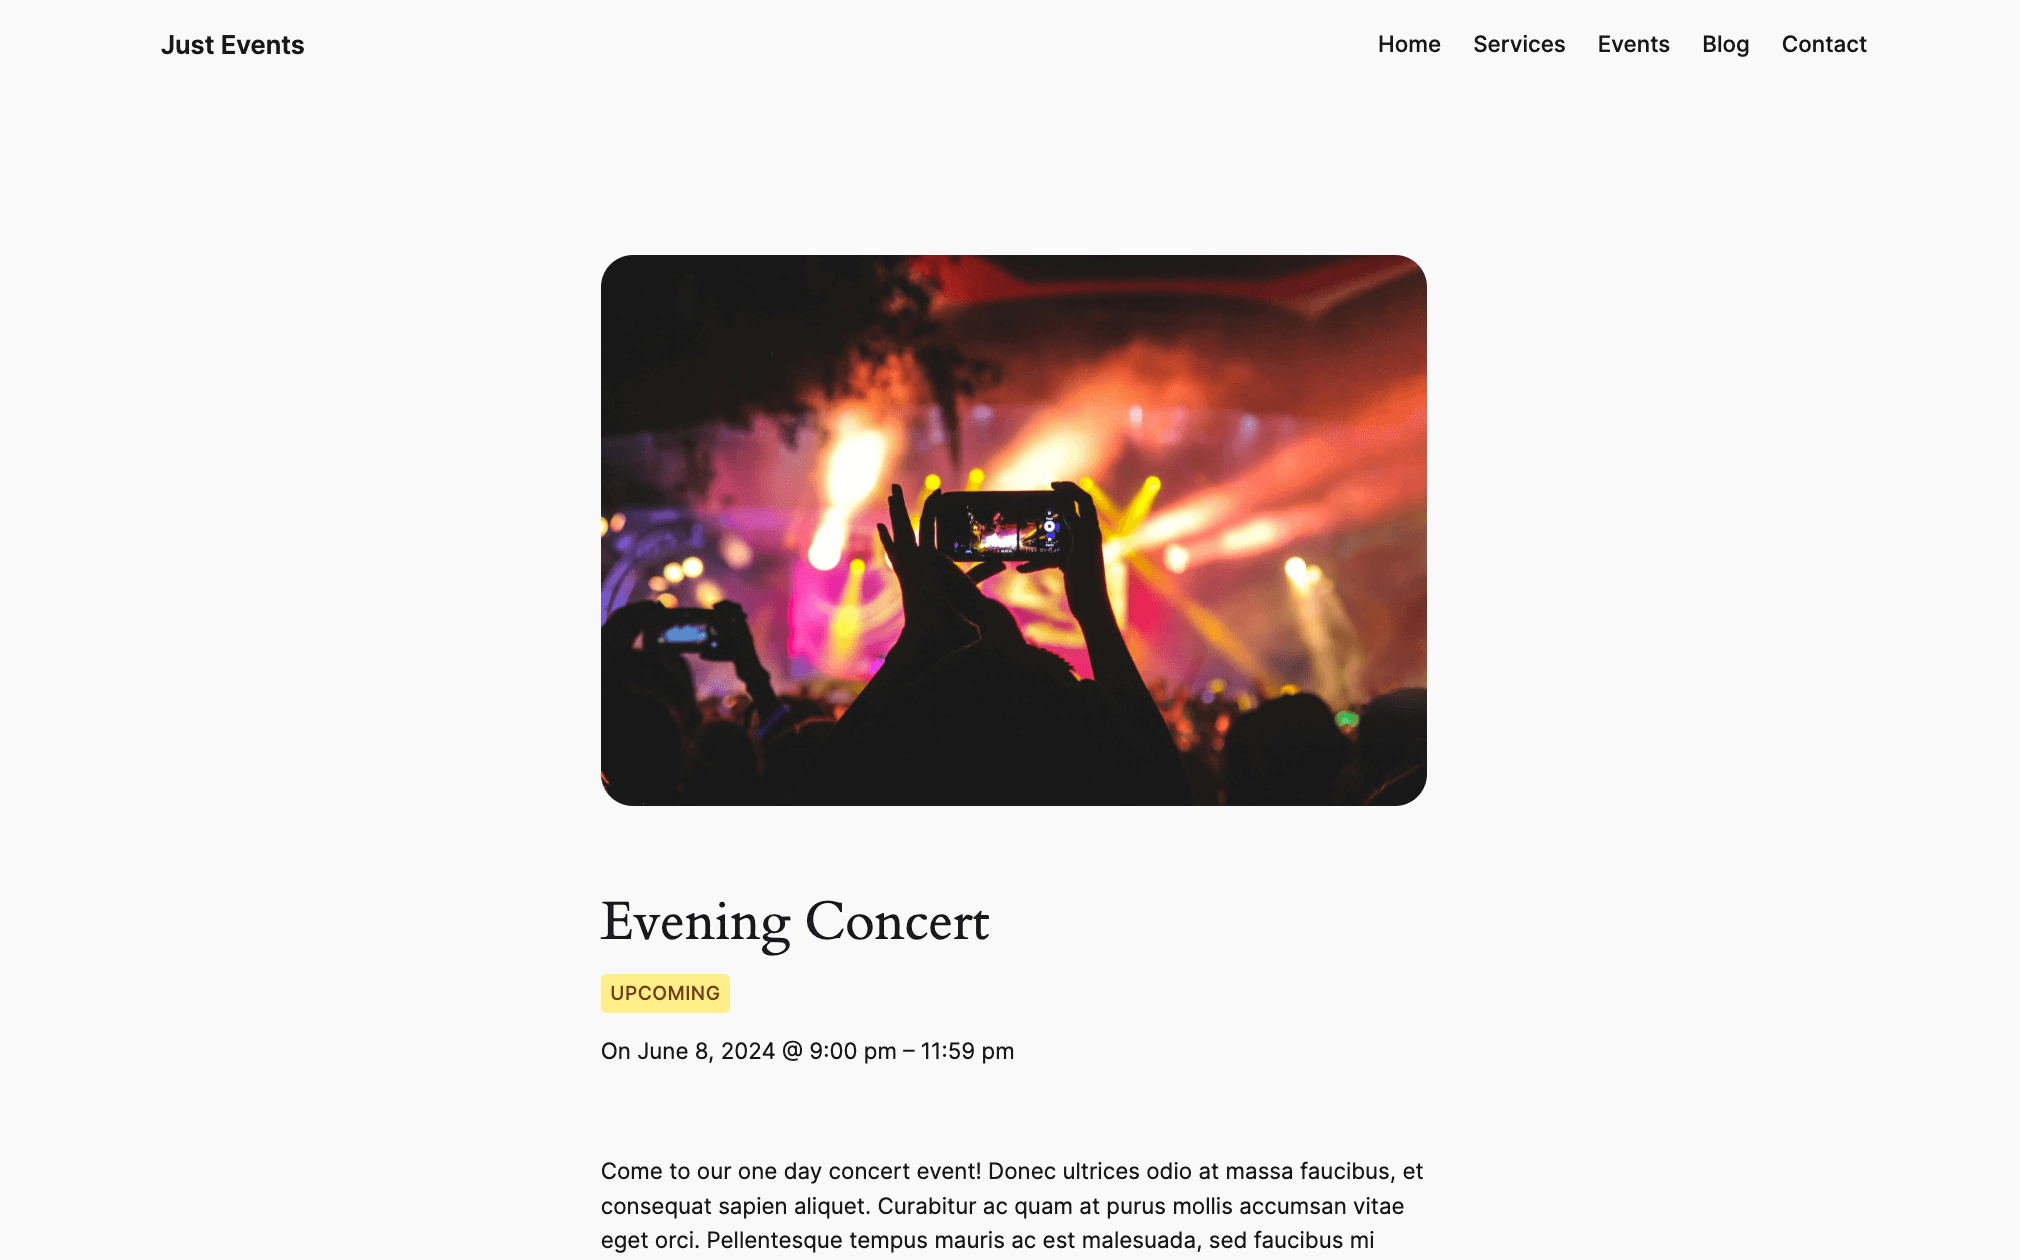 Just Events
Home Services Events Blog Contact
Evening Concert
UPCOMING
On June 8, 2024 @ 9:00 pm – 11:59 pm
Come to our one day concert event! Donec ultrices odio at massa faucibus, et
consequat sapien aliquet. Curabitur ac quam at purus mollis accumsan vitae
eget orci. Pellentesque tempus mauris ac est malesuada, sed faucibus mi